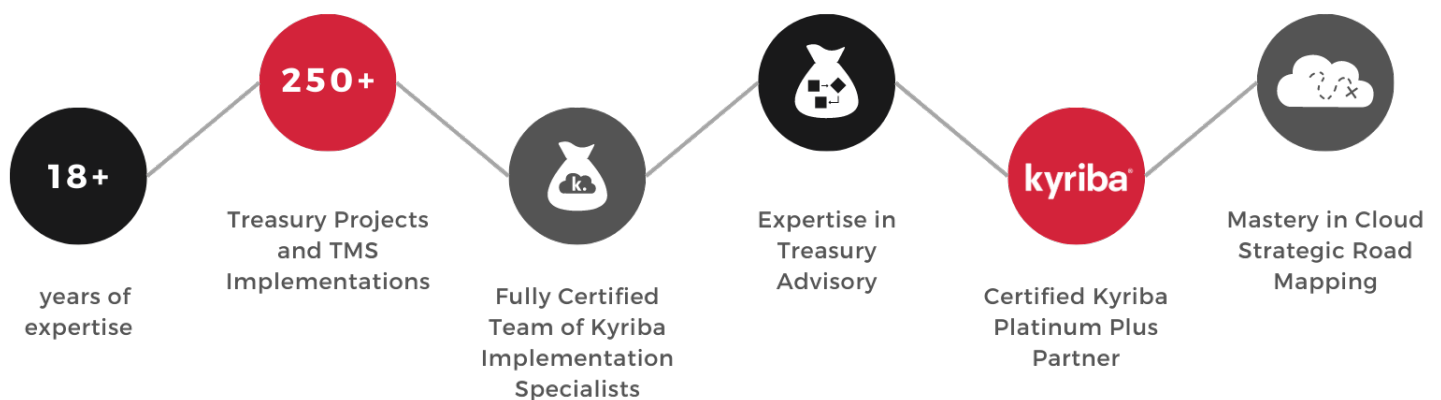 18+
years of
expertise
250+
Treasury Projects
and TMS
Implementations
k.
Fully Certified
Team of Kyriba
Implementation
Specialists
Expertise in
Treasury
Advisory
kyriba®
Certified Kyriba
Platinum Plus
Partner
Mastery in Cloud
Strategic Road
Mapping